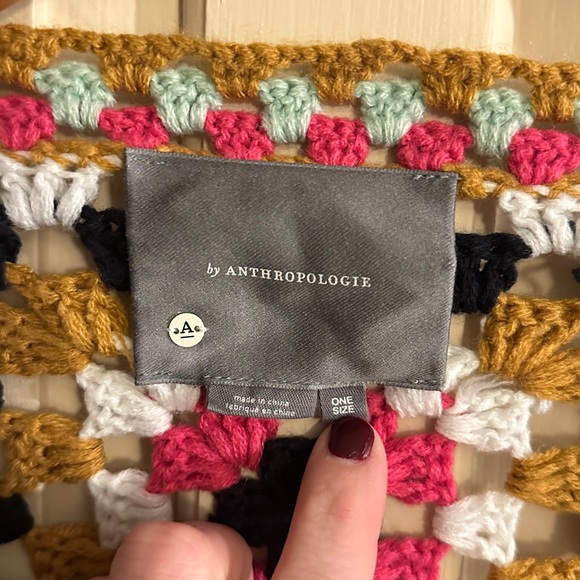 by ANTHROPOLOGIE
A
made in china
fabriqué en chine
ONE
SIZE